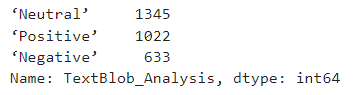 ‘Neutral’ 1345
‘Positive’ 1022
‘Negative’ 633
Name: TextBlob_Analysis, dtype: int64